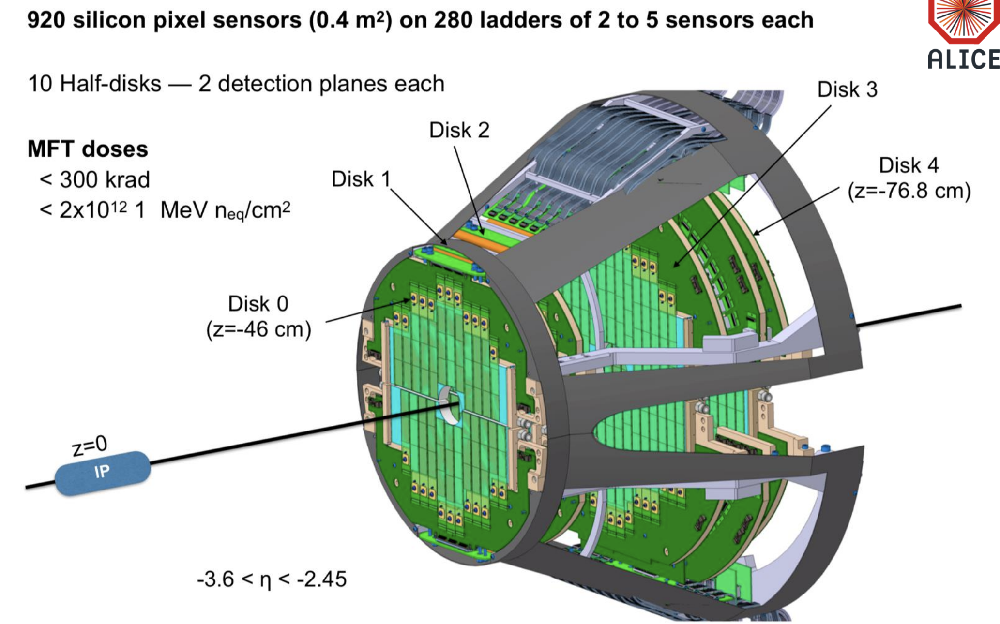 920 silicon pixel sensors (0.4 m²) on 280 ladders of 2 to 5 sensors each
ALICE
10 Half-disks — 2 detection planes each
Disk 3
Disk 2
MFT doses
< 300 krad
< 2x10¹² 1 MeV neq/cm²
Disk 1
Disk 4
(z=-76.8 cm)
Disk 0
(z=-46 cm)
z=0
IP
-3.6 < η < -2.45